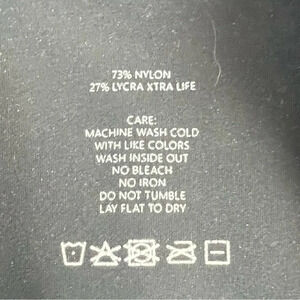 73% NYLON
27% LYCRA XTRA LIFE
CARE:
MACHINE WASH COLD
WITH LIKE COLORS
WASH INSIDE OUT
NO BLEACH
NO IRON
DO NOT TUMBLE
LAY FLAT TO DRY